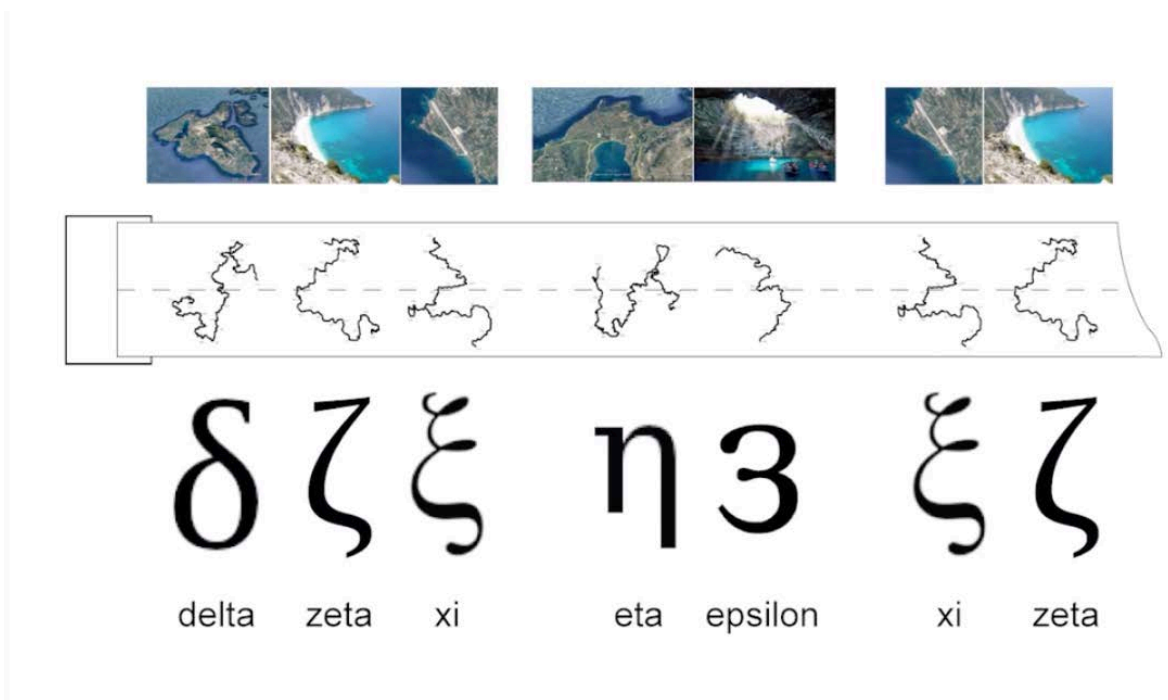 δ ζ ξ η ɜ ξ ζ
delta zeta xi eta epsilon xi zeta